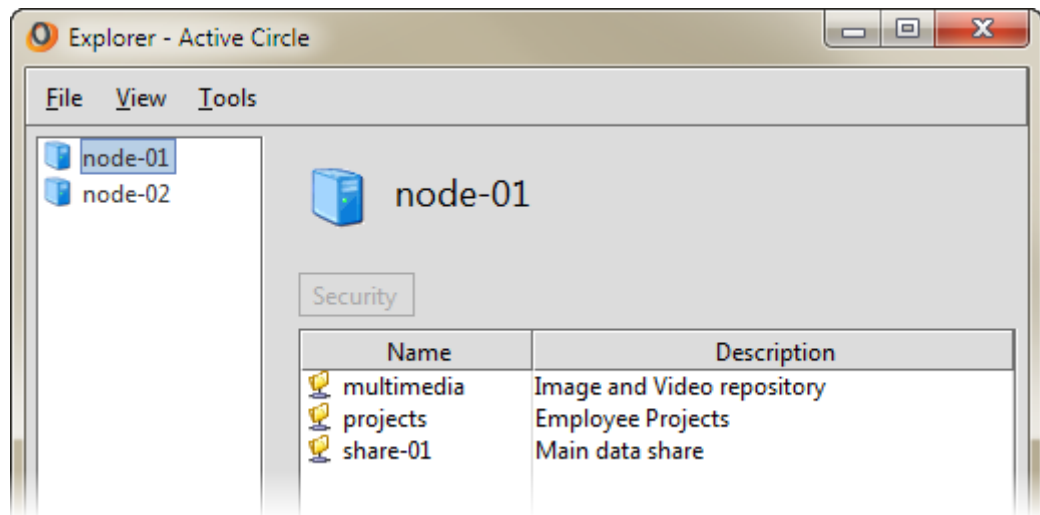 Explorer - Active Circle
File View Tools
node-01
node-02
node-01
Security
Name Description
multimedia Image and Video repository
projects Employee Projects
share-01 Main data share